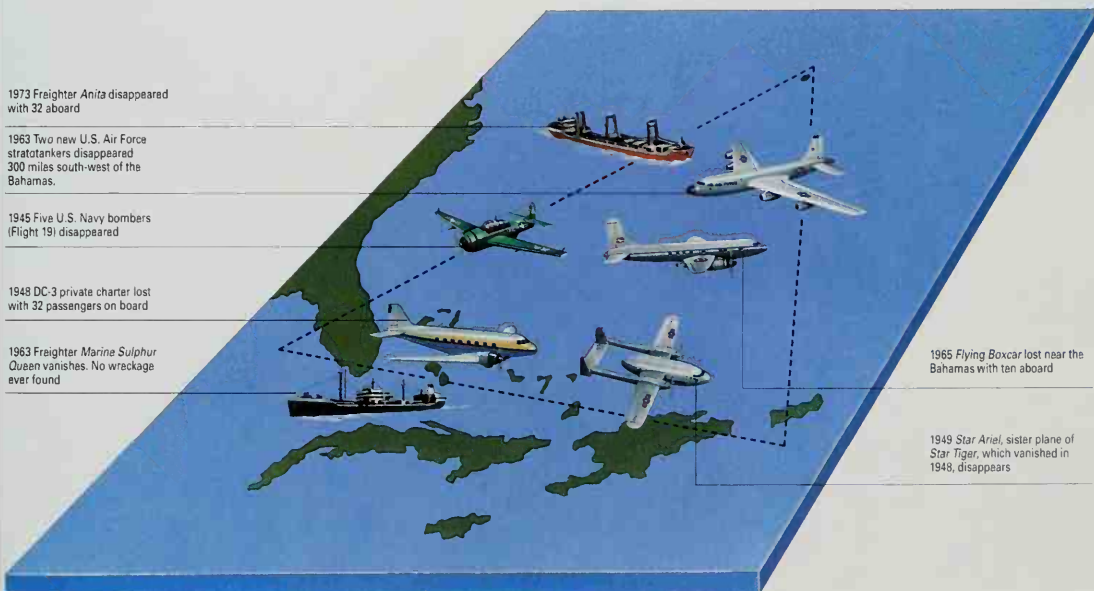 1973 Freighter Anita disappeared
with 32 aboard
1963 Two new U.S. Air Force
stratotankers disappeared
300 miles south-west of the
Bahamas.
1945 Five U.S. Navy bombers
(Flight 19) disappeared
1948 DC-3 private charter lost
with 32 passengers on board
1963 Freighter Marine Sulphur
Queen vanishes. No wreckage
ever found
1965 Flying Boxcar lost near the
Bahamas with ten aboard
1949 Star Ariel, sister plane of
Star Tiger, which vanished in
1948, disappears